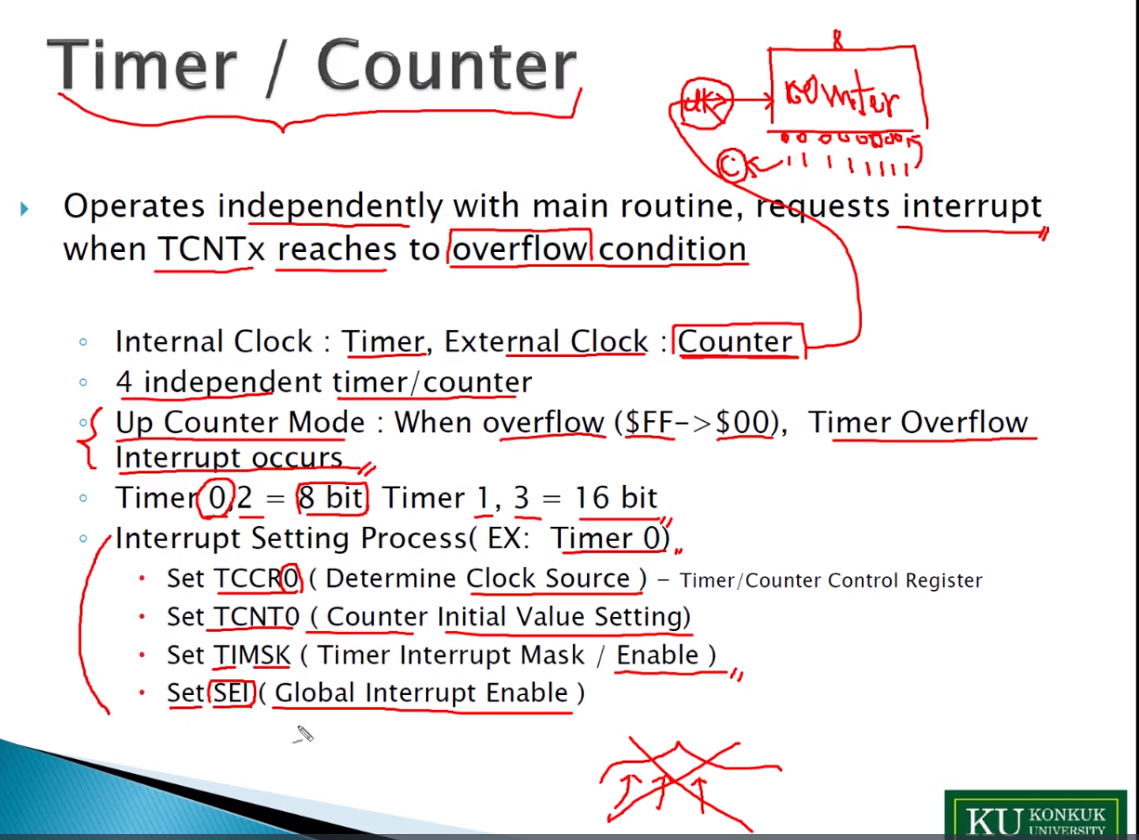 Timer / Counter
8
clk
counter
Operates independently with main routine, requests interrupt
when TCNTx reaches to overflow condition
Internal Clock : Timer, External Clock : Counter
4 independent timer/counter
Up Counter Mode : When overflow ($FF->$00), Timer Overflow
Interrupt occurs
Timer 0,2 = 8 bit, Timer 1, 3 = 16 bit
Interrupt Setting Process( EX: Timer 0)
Set TCCR0 ( Determine Clock Source ) – Timer/Counter Control Register
Set TCNT0 ( Counter Initial Value Setting)
Set TIMSK ( Timer Interrupt Mask / Enable )
Set SEI ( Global Interrupt Enable )
KU KONKUK
UNIVERSITY